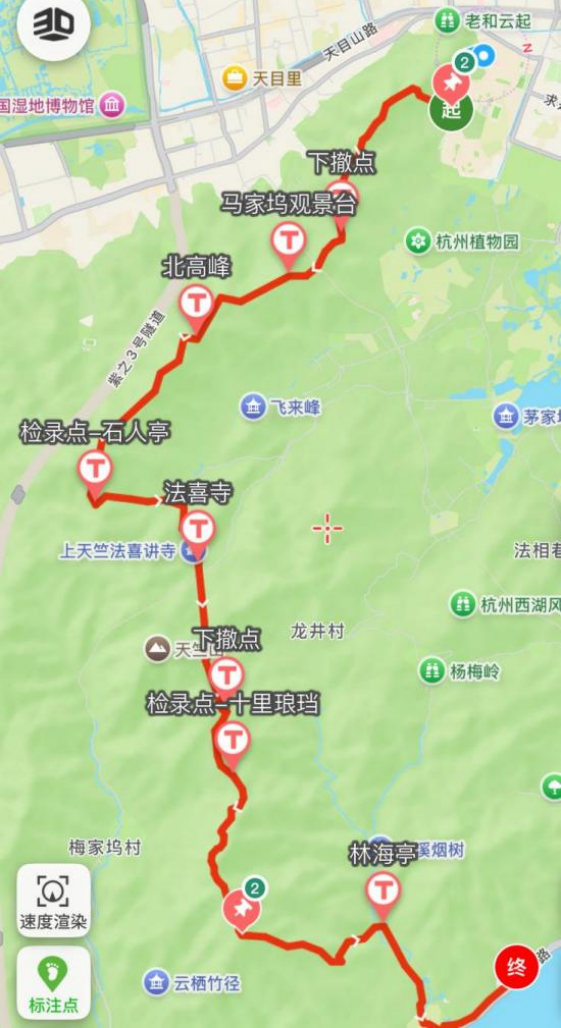 3D
老和云起
天目山路
2
天目里
国湿地博物馆
起
求
下撤点
马家坞观景台
杭州植物园
北高峰
紫之3号隧道
飞来峰
茅家埠
检录点-石人亭
法喜寺
上天竺法喜讲寺
法相巷
杭州西湖风
龙井村
下撤点
天竺山
杨梅岭
检录点-十里琅珰
梅家坞村
林海亭
溪烟树
速度渲染
2
终
路
云栖竹径
标注点